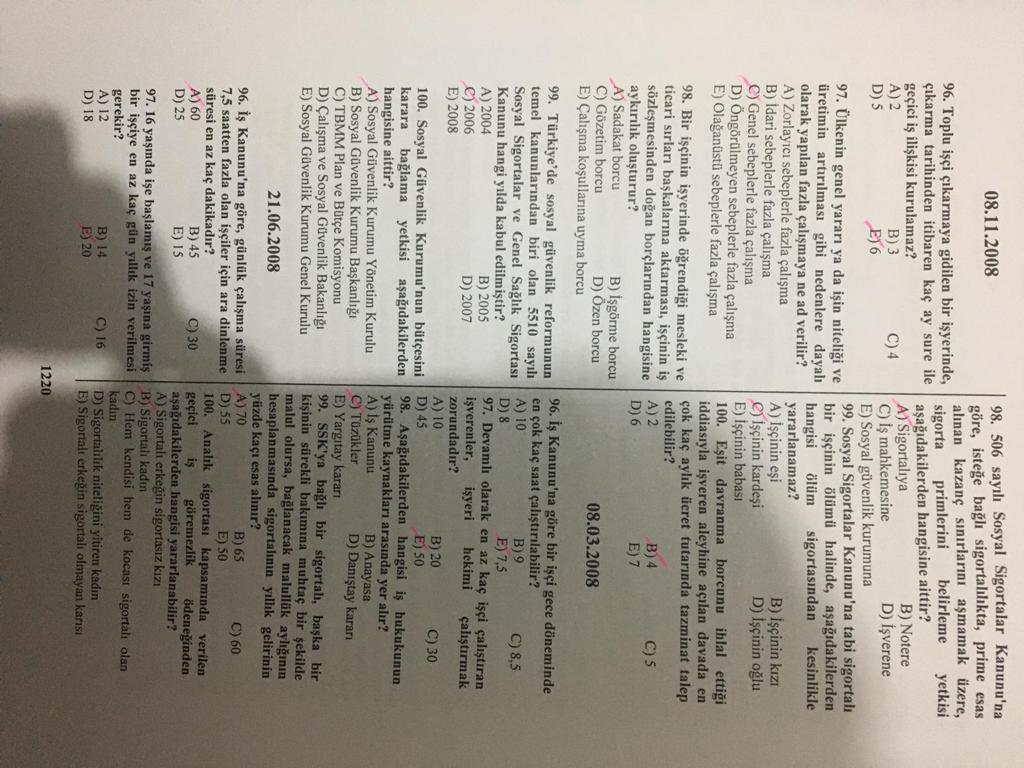 08.11.2008
96. Toplu işçi çıkarmaya gidilen bir işyerinde,
çıkarma tarihinden itibaren kaç ay sure ile
geçici iş ilişkisi kurulamaz?
A) 2 B) 3 C) 4
D) 5 E) 6
97. Ülkenin genel yararı ya da işin niteliği ve
üretimin artırılması gibi nedenlere dayalı
olarak yapılan fazla çalışmaya ne ad verilir?
A) Zorlayıcı sebeplerle fazla çalışma
B) İdari sebeplerle fazla çalışma
C) Genel sebeplerle fazla çalışma
D) Öngörülmeyen sebeplerle fazla çalışma
E) Olağanüstü sebeplerle fazla çalışma
98. Bir işçinin işyerinde öğrendiği mesleki ve
ticari sırları başkalarına aktarması, işçinin iş
sözleşmesinden doğan borçlarından hangisine
aykırılık oluşturur?
A) Sadakat borcu B) İşgörme borcu
C) Gözetim borcu D) Özen borcu
E) Çalışma koşullarına uyma borcu
99. Türkiye'de sosyal güvenlik reformunun
temel kanunlarından biri olan 5510 sayılı
Sosyal Sigortalar ve Genel Sağlık Sigortası
Kanunu hangi yılda kabul edilmiştir?
A) 2004 B) 2005
C) 2006 D) 2007
E) 2008
100. Sosyal Güvenlik Kurumu'nun bütçesini
karara bağlama yetkisi aşağıdakilerden
hangisine aittir?
A) Sosyal Güvenlik Kurumu Yönetim Kurulu
B) Sosyal Güvenlik Kurumu Başkanlığı
C) TBMM Plan ve Bütçe Komisyonu
D) Çalışma ve Sosyal Güvenlik Bakanlığı
E) Sosyal Güvenlik Kurumu Genel Kurulu
21.06.2008
96. İş Kanunu'na göre, günlük çalışma süresi
7,5 saaten fazla olan işçiler için ara dinlenme
süresi en az kaç dakikadır?
A) 60 B) 45 C) 30
D) 25 E) 15
97. 16 yaşında işe başlamış ve 17 yaşına girmiş
bir işçiye en az kaç gün yıllık izin verilmesi
gerekir?
A) 12 B) 14 C) 16
D) 18 E) 20
98. 506 sayılı Sosyal Sigortalar Kanunu'na
göre, isteğe bağlı sigortalılıkta, prime esas
alınan kazanç sınırlarını aşmamak üzere,
sigorta primlerini belirleme yetkisi
aşağıdakilerden hangisine aittir?
A) Sigortalıya B) Notere
C) İş mahkemesine D) İşverene
E) Sosyal güvenlik kurumuna
99 Sosyal Sigortalar Kanunu'na tabi sigortalı
bir işçinin ölümü halinde, aşağıdakilerden
hangisi ölüm sigortasından kesinlikle
yararlanamaz?
A) İşçinin eşi B) İşçinin kızı
C) İşçinin kardeşi D) İşçinin oğlu
E) İşçinin babası
100. Eşit davranma borcunu ihlal ettiği
iddiasıyla işveren aleyhine açılan davada en
çok kaç aylık ücret tutarında tazminat talep
edilebilir?
A) 2 B) 4 C) 5
D) 6 E) 7
08.03.2008
96. İş Kanunu'na göre bir işçi gece döneminde
en çok kaç saat çalıştırılabilir?
A) 10 B) 9 C) 8,5
D) 8 E) 7,5
97. Devamlı olarak en az kaç işçi çalıştıran
işverenler, işyeri hekimi çalıştırmak
zorundadır?
A) 10 B) 20 C) 30
D) 45 E) 50
98. Aşağıdakilerden hangisi iş hukukunun
yürütme kaynakları arasında yer alır?
A) İş Kanunu B) Anayasa
C) Tüzükler D) Danıştay kararı
E) Yargıtay kararı
99. SSK'ya bağlı bir sigortalı, başka bir
kişinin sürekli bakımına muhtaç bir şekilde
malul olursa, bağlanacak malullük aylığının
hesaplanmasında sigortalının yıllık gelirinin
yüzde kaçı esas alınır?
A) 70 B) 65 C) 60
D) 55 E) 50
100. Analık sigortası kapsamında verilen
geçici iş göremezlik ödeneğinden
aşağıdakilerden hangisi yararlanabilir?
A) Sigortalı erkeğin sigortasız kızı
B) Sigortalı kadın
C) Hem kendisi hem de kocası sigortalı olan
kadın
D) Sigortalılık niteliğini yitiren kadın
E) Sigortalı erkeğin sigortalı olmayan karısı
1220